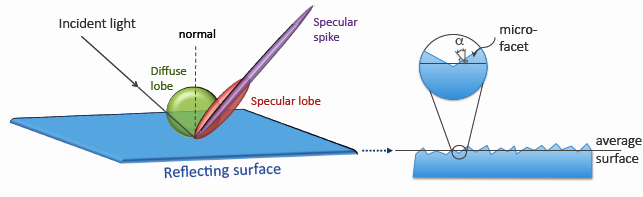 Incident light
normal
Specular
spike
Diffuse
lobe
Specular lobe
Reflecting surface
α
micro-
facet
average
surface